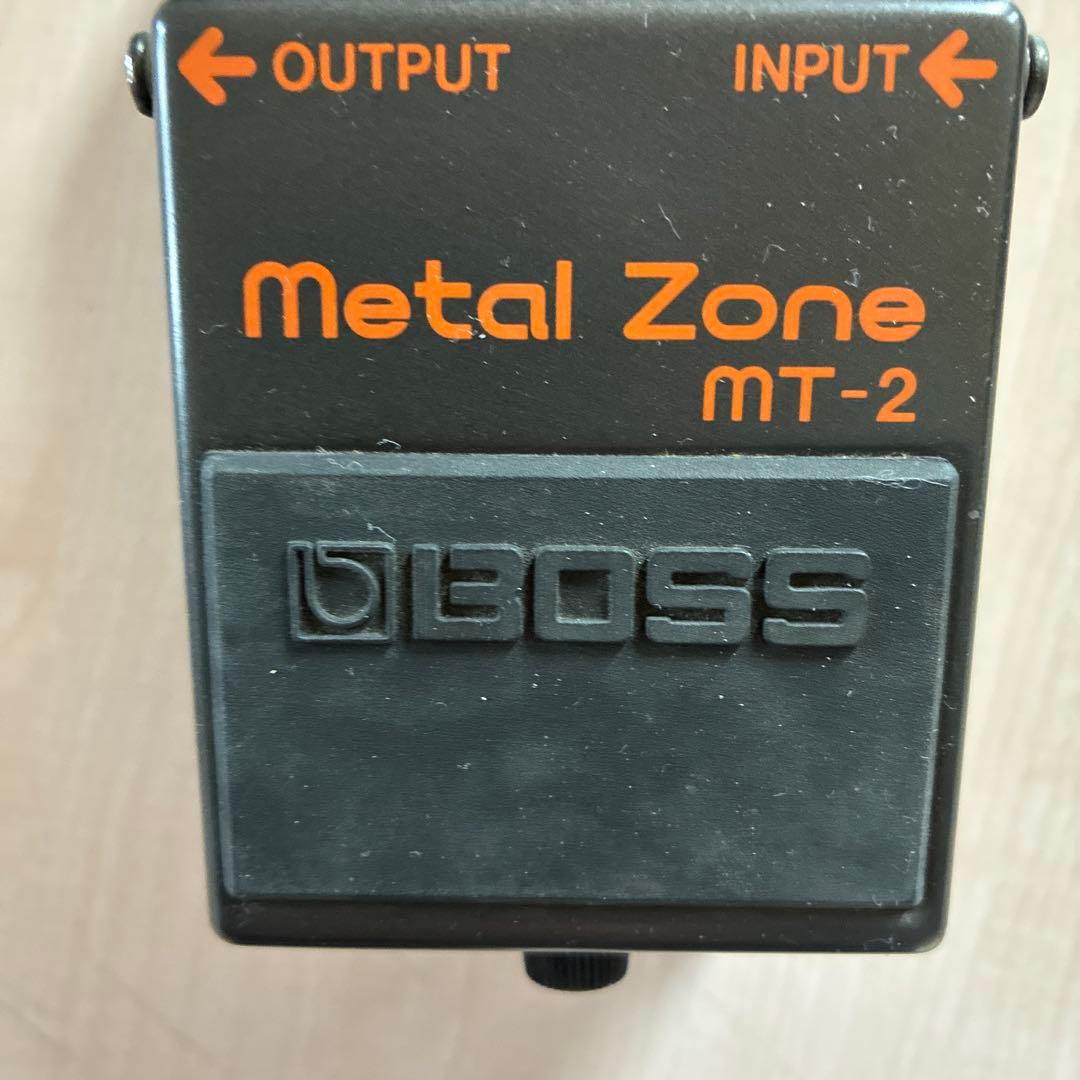 ← OUTPUT INPUT ←
Metal Zone
MT-2
BOSS